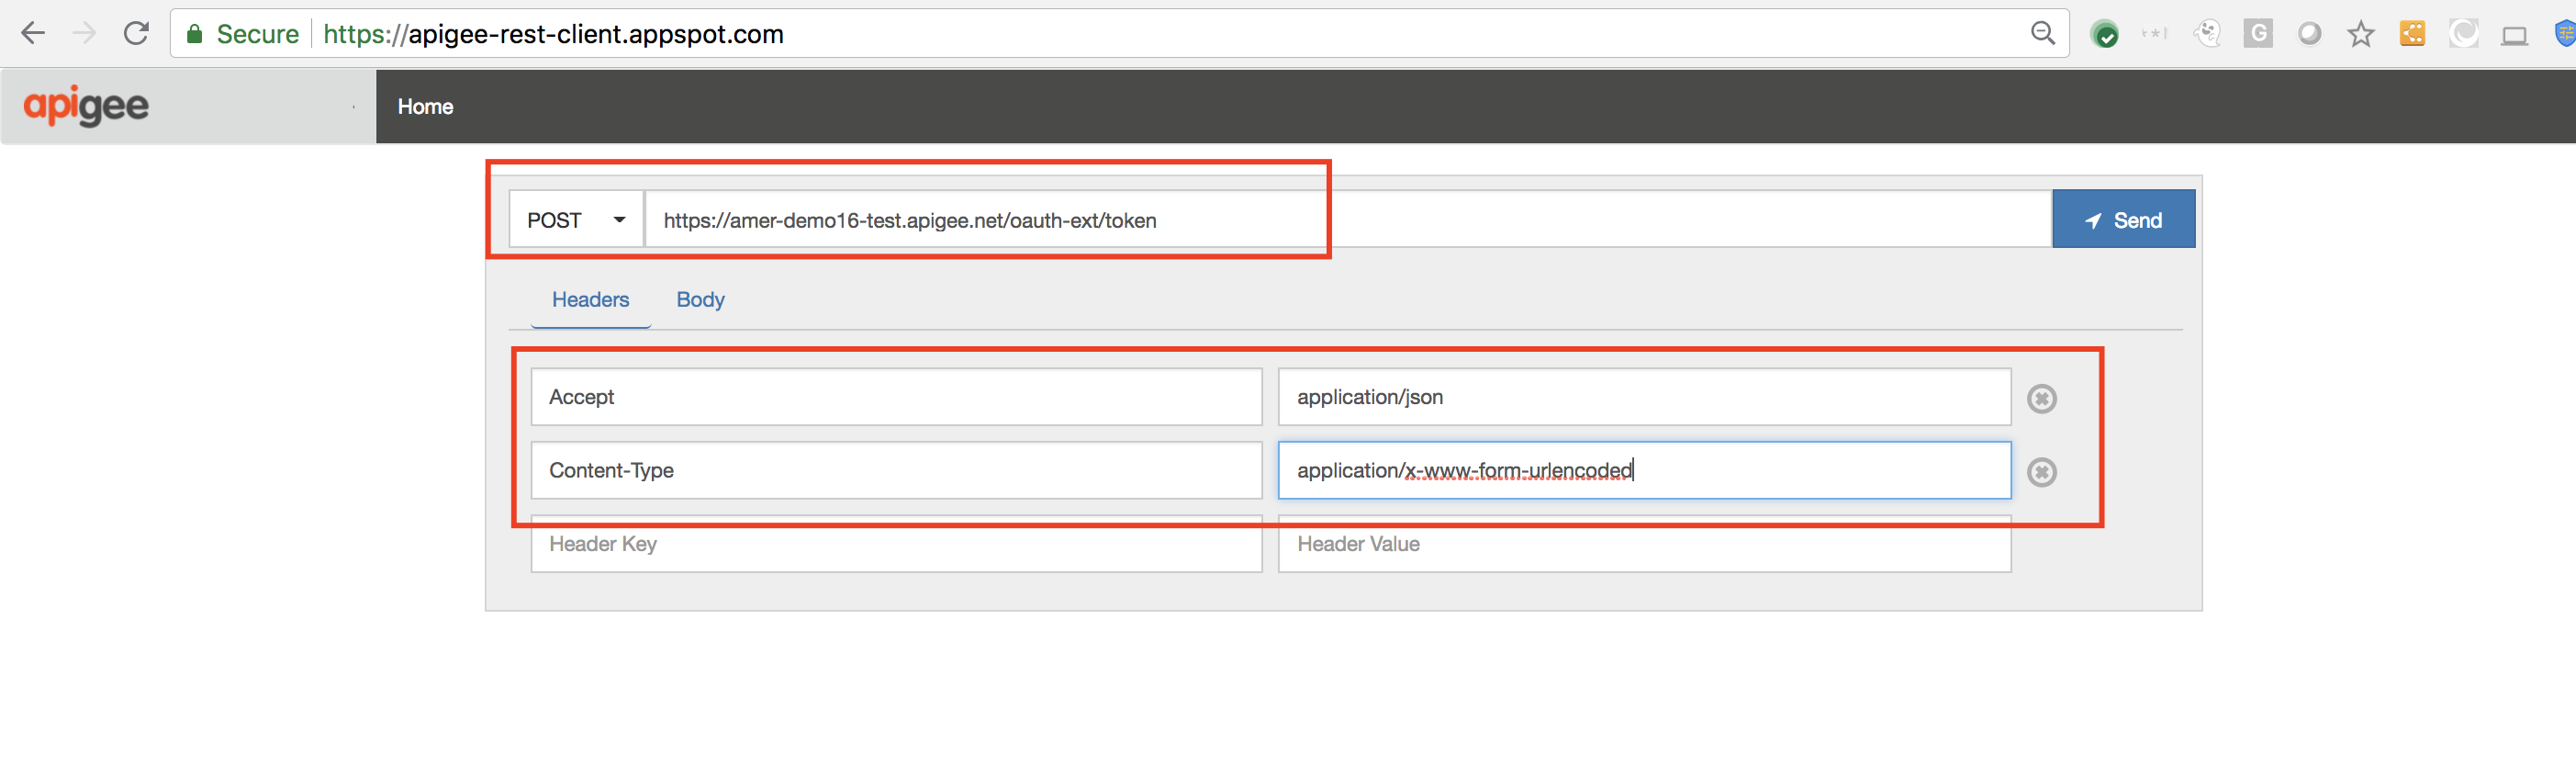 Secure https://apigee-rest-client.appspot.com
G
apigee Home
POST https://amer-demo16-test.apigee.net/oauth-ext/token Send
Headers Body
Accept application/json
Content-Type application/x-www-form-urlencoded
Header Key Header Value